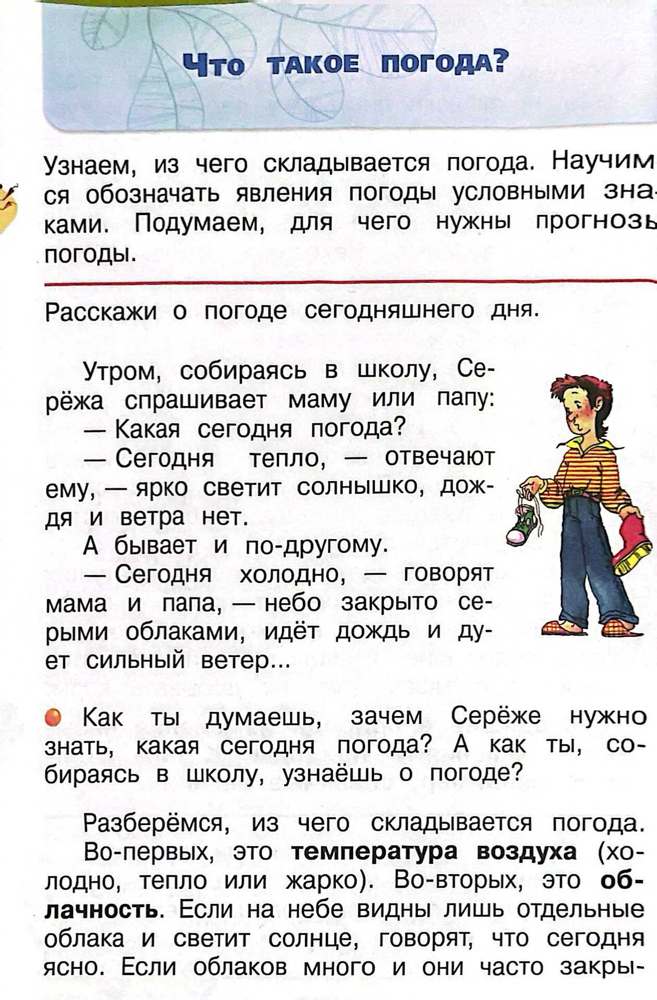 Что такое погода?
Узнаем, из чего складывается погода. Научим-
ся обозначать явления погоды условными зна-
ками. Подумаем, для чего нужны прогнозы
погоды.
Расскажи о погоде сегодняшнего дня.
Утром, собираясь в школу, Се-
рёжа спрашивает маму или папу:
— Какая сегодня погода?
— Сегодня тепло, — отвечают
ему, — ярко светит солнышко, дож-
дя и ветра нет.
А бывает и по-другому.
— Сегодня холодно, — говорят
мама и папа, — небо закрыто се-
рыми облаками, идёт дождь и ду-
ет сильный ветер...
Как ты думаешь, зачем Серёже нужно
знать, какая сегодня погода? А как ты, со-
бираясь в школу, узнаёшь о погоде?
Разберёмся, из чего складывается погода.
Во-первых, это температура воздуха (хо-
лодно, тепло или жарко). Во-вторых, это об-
лачность. Если на небе видны лишь отдельные
облака и светит солнце, говорят, что сегодня
ясно. Если облаков много и они часто закры-